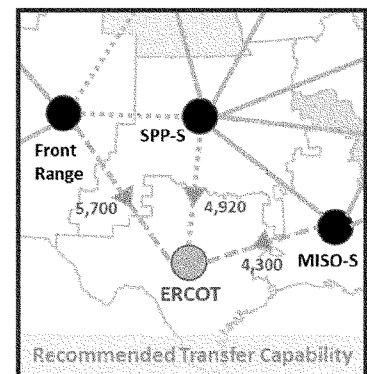 SPP-S
Front
Range
5,700
4,920
4,300
MISO-S
ERCOT
Recommended Transfer Capability